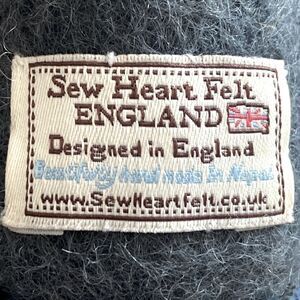 Sew Heart Felt
ENGLAND
Designed in England
Beautifully hand made in Nepal
www.SewHeartfelt.co.uk